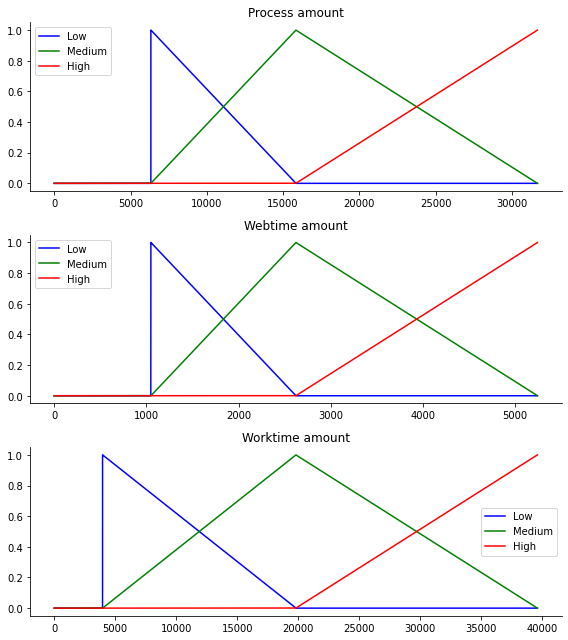 Process amount
1.0
0.8
0.6
0.4
0.2
0.0
Low
Medium
High
0 5000 10000 15000 20000 25000 30000
Webtime amount
1.0
0.8
0.6
0.4
0.2
0.0
Low
Medium
High
0 1000 2000 3000 4000 5000
Worktime amount
1.0
0.8
0.6
0.4
0.2
0.0
Low
Medium
High
0 5000 10000 15000 20000 25000 30000 35000 40000